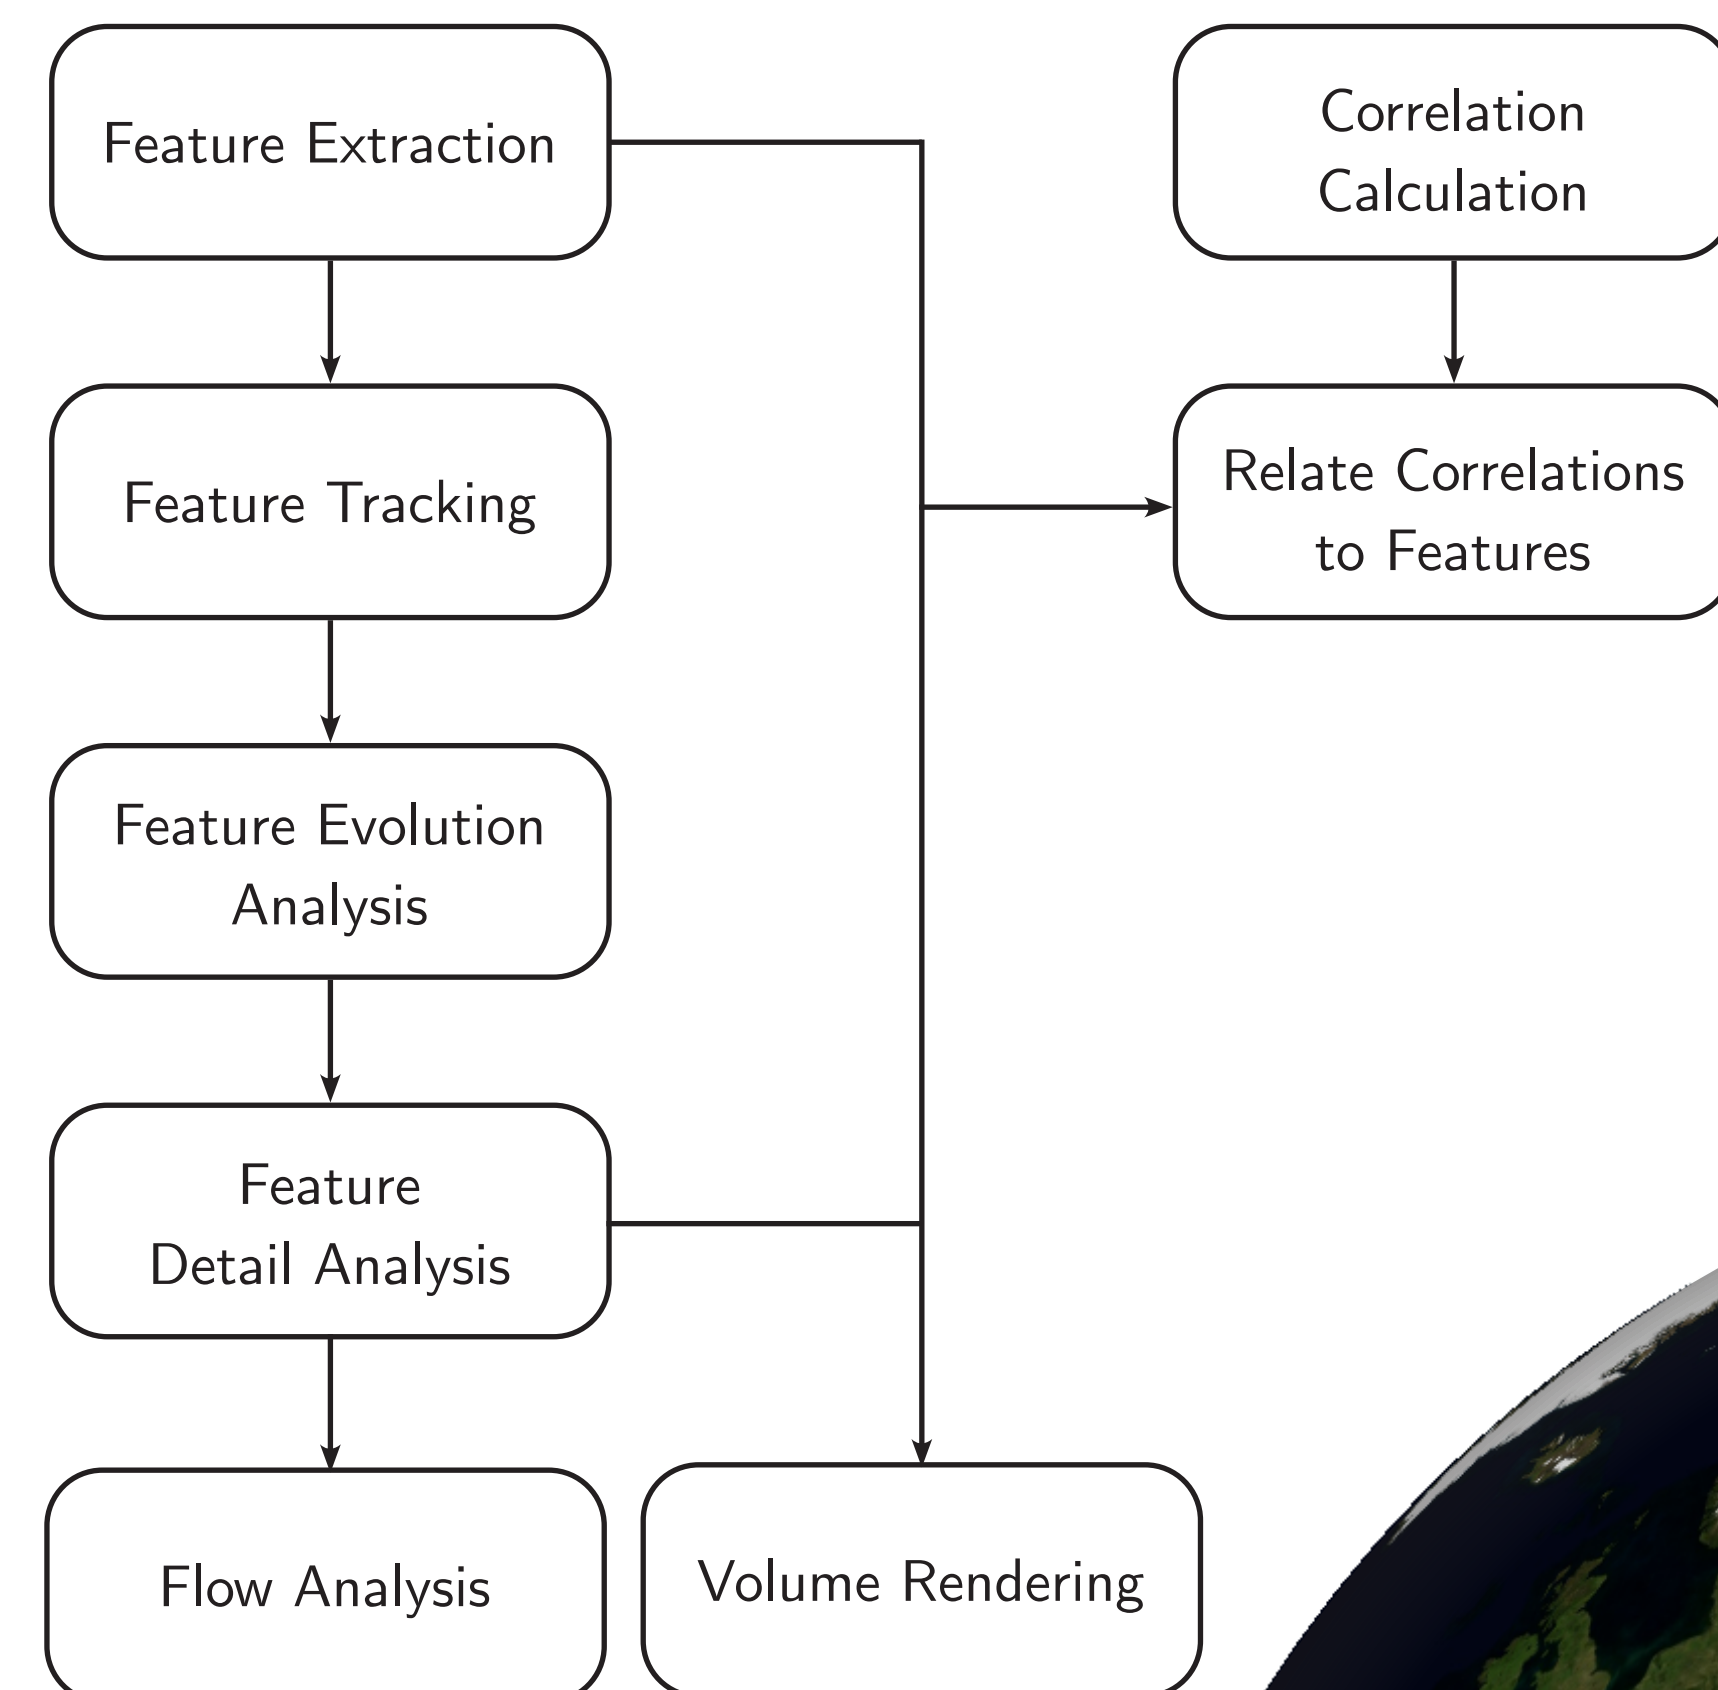 Feature Extraction
Correlation
Calculation
Feature Tracking
Relate Correlations
to Features
Feature Evolution
Analysis
Feature
Detail Analysis
Flow Analysis
Volume Rendering